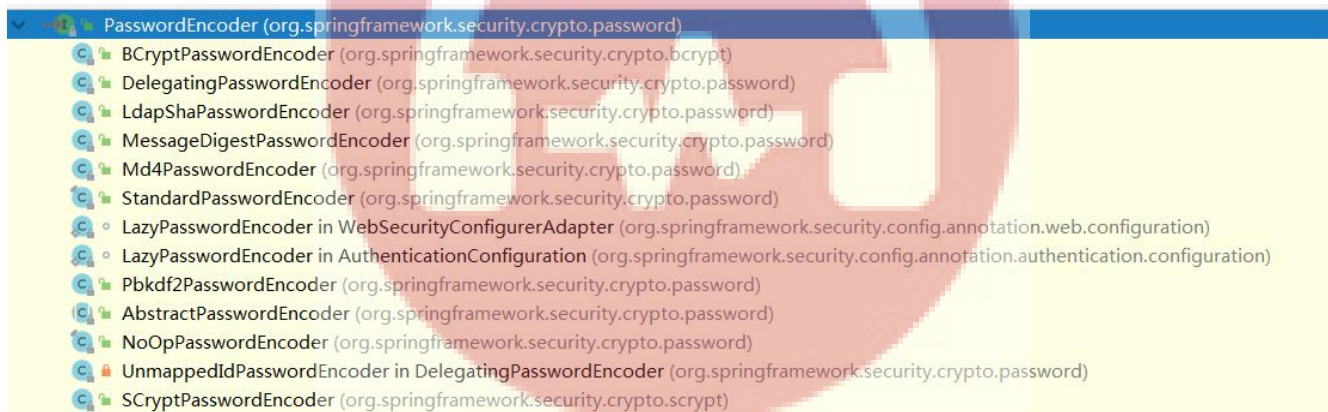 PasswordEncoder (org.springframework.security.crypto.password)
BCryptPasswordEncoder (org.springframework.security.crypto.bcrypt)
DelegatingPasswordEncoder (org.springframework.security.crypto.password)
LdapShaPasswordEncoder (org.springframework.security.crypto.password)
MessageDigestPasswordEncoder (org.springframework.security.crypto.password)
Md4PasswordEncoder (org.springframework.security.crypto.password)
StandardPasswordEncoder (org.springframework.security.crypto.password)
LazyPasswordEncoder in WebSecurityConfigurerAdapter (org.springframework.security.config.annotation.web.configuration)
LazyPasswordEncoder in AuthenticationConfiguration (org.springframework.security.config.annotation.authentication.configuration)
Pbkdf2PasswordEncoder (org.springframework.security.crypto.password)
AbstractPasswordEncoder (org.springframework.security.crypto.password)
NoOpPasswordEncoder (org.springframework.security.crypto.password)
UnmappedIdPasswordEncoder in DelegatingPasswordEncoder (org.springframework.security.crypto.password)
SCryptPasswordEncoder (org.springframework.security.crypto.scrypt)